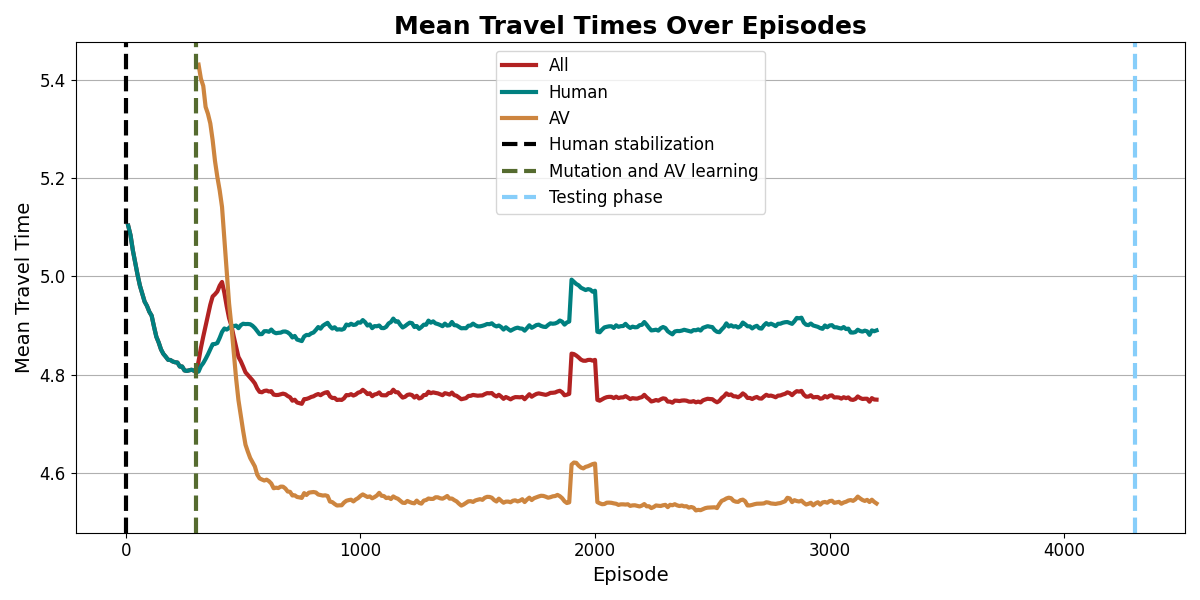 Mean Travel Times Over Episodes
Mean Travel Time
5.4
5.2
5.0
4.8
4.6
All
Human
AV
Human stabilization
Mutation and AV learning
Testing phase
0
1000
2000
3000
4000
Episode